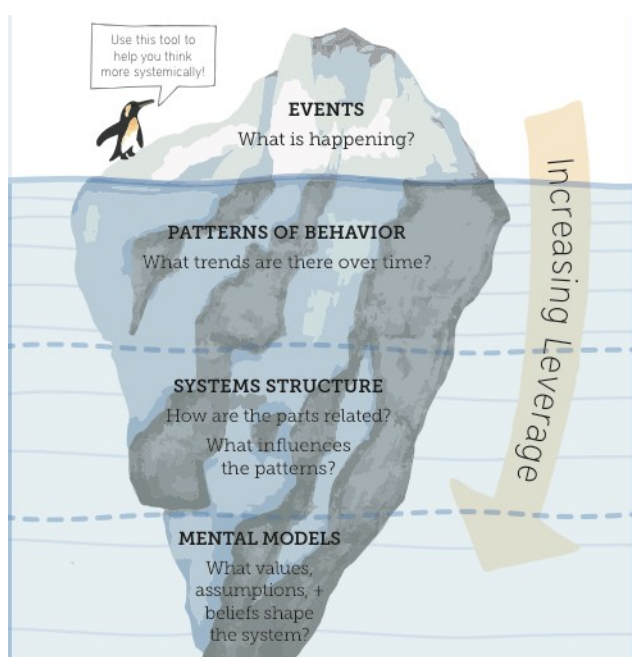 Use this tool to
help you think
more systemically!
EVENTS
What is happening?
PATTERNS OF BEHAVIOR
What trends are there over time?
SYSTEMS STRUCTURE
How are the parts related?
What influences
the patterns?
MENTAL MODELS
What values,
assumptions, +
beliefs shape
the system?
Increasing Leverage